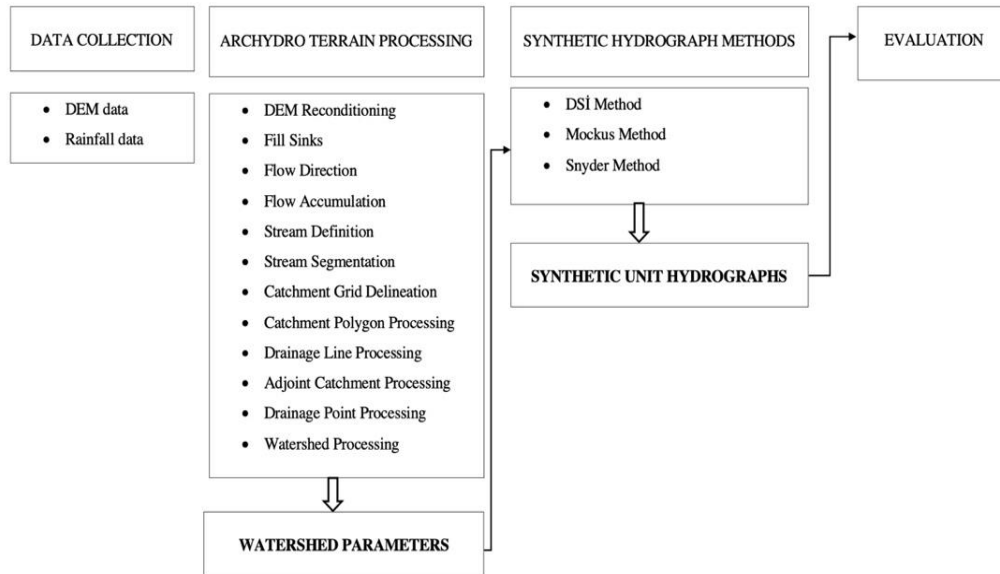 DATA COLLECTION
• DEM data
• Rainfall data
ARCHYDRO TERRAIN PROCESSING
• DEM Reconditioning
• Fill Sinks
• Flow Direction
• Flow Accumulation
• Stream Definition
• Stream Segmentation
• Catchment Grid Delineation
• Catchment Polygon Processing
• Drainage Line Processing
• Adjoint Catchment Processing
• Drainage Point Processing
• Watershed Processing
WATERSHED PARAMETERS
SYNTHETIC HYDROGRAPH METHODS
• DSİ Method
• Mockus Method
• Snyder Method
SYNTHETIC UNIT HYDROGRAPHS
EVALUATION